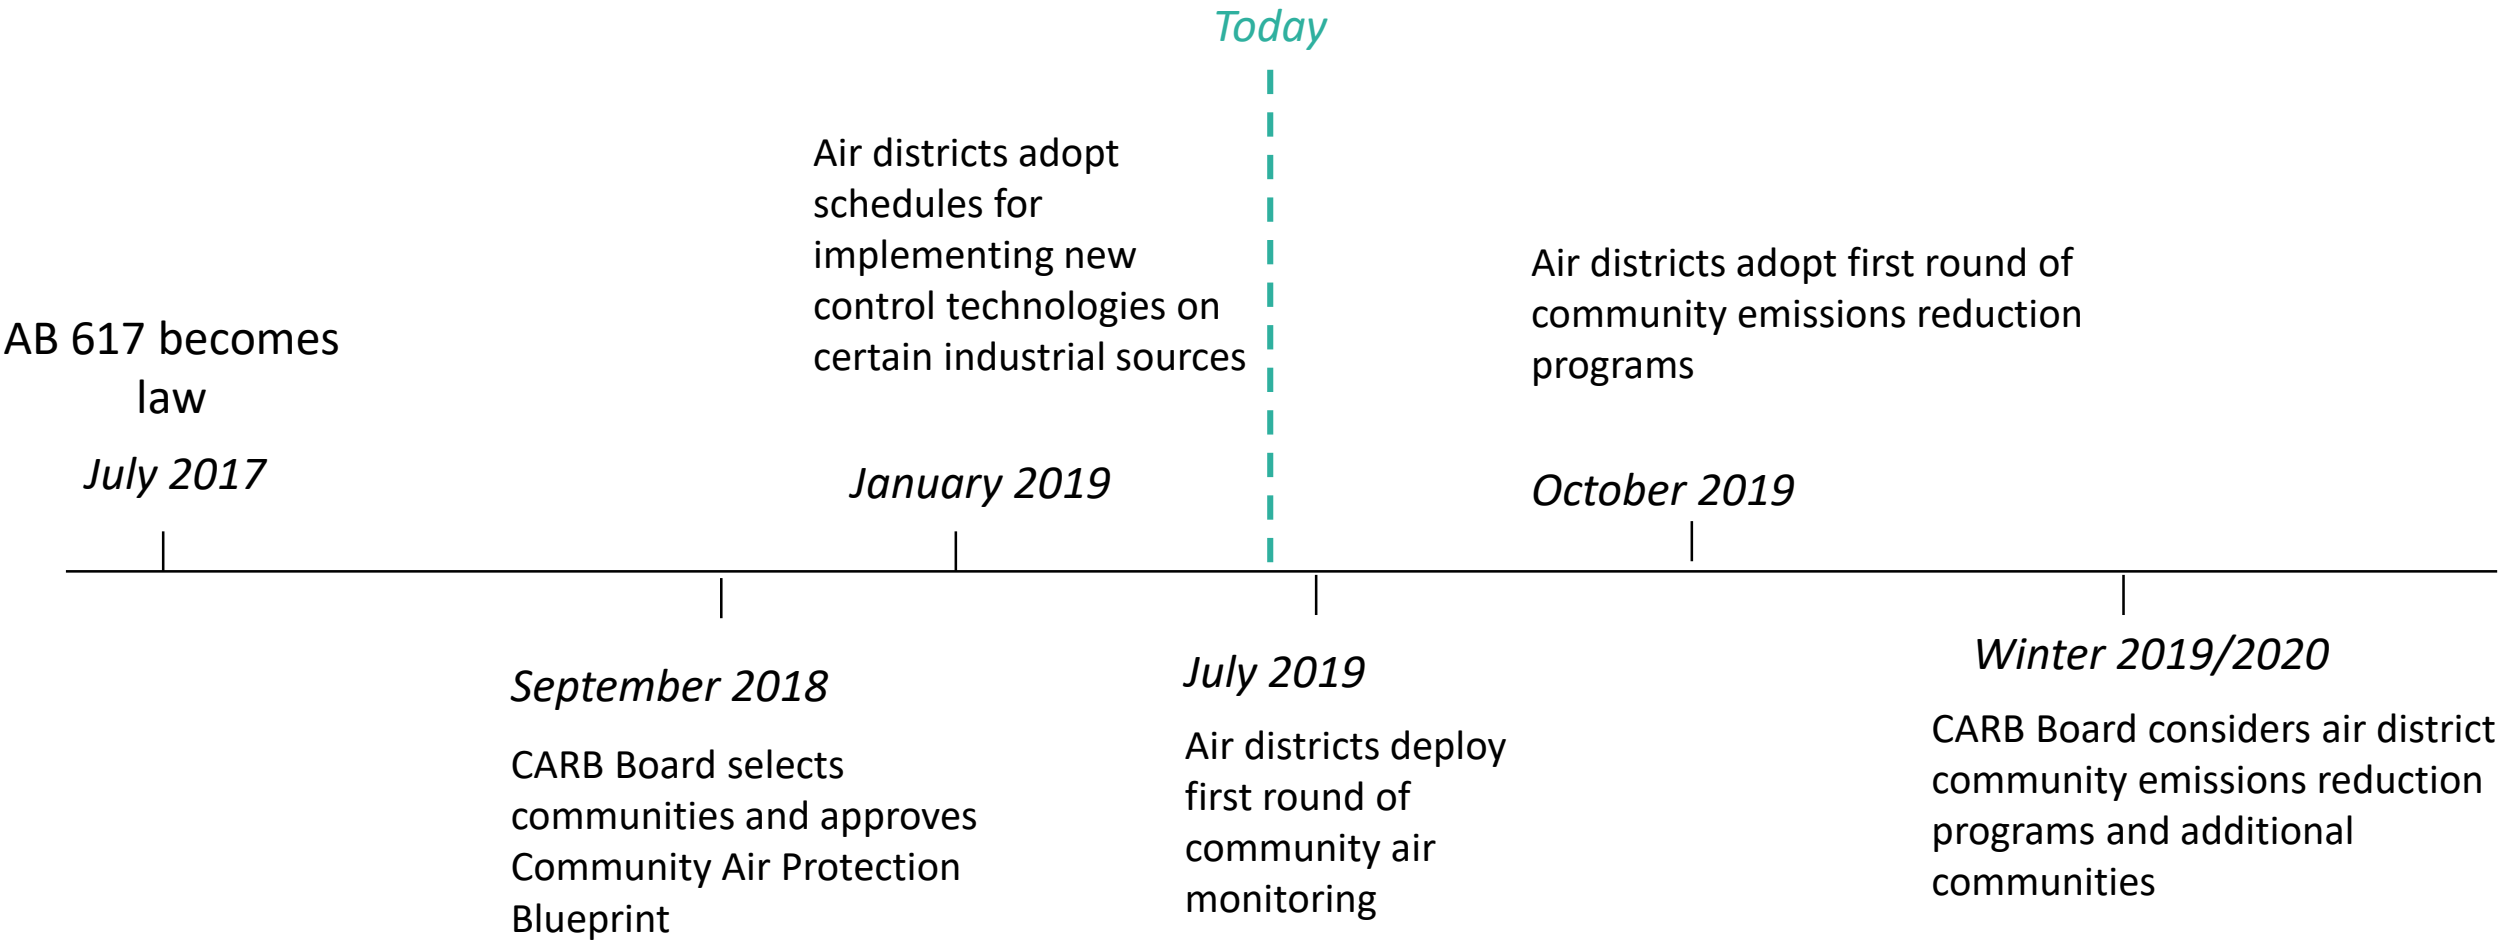 Today
AB 617 becomes
law
July 2017
September 2018
CARB Board selects
communities and approves
Community Air Protection
Blueprint
Air districts adopt
schedules for
implementing new
control technologies on
certain industrial sources
January 2019
July 2019
Air districts deploy
first round of
community air
monitoring
Air districts adopt first round of
community emissions reduction
programs
October 2019
Winter 2019/2020
CARB Board considers air district
community emissions reduction
programs and additional
communities